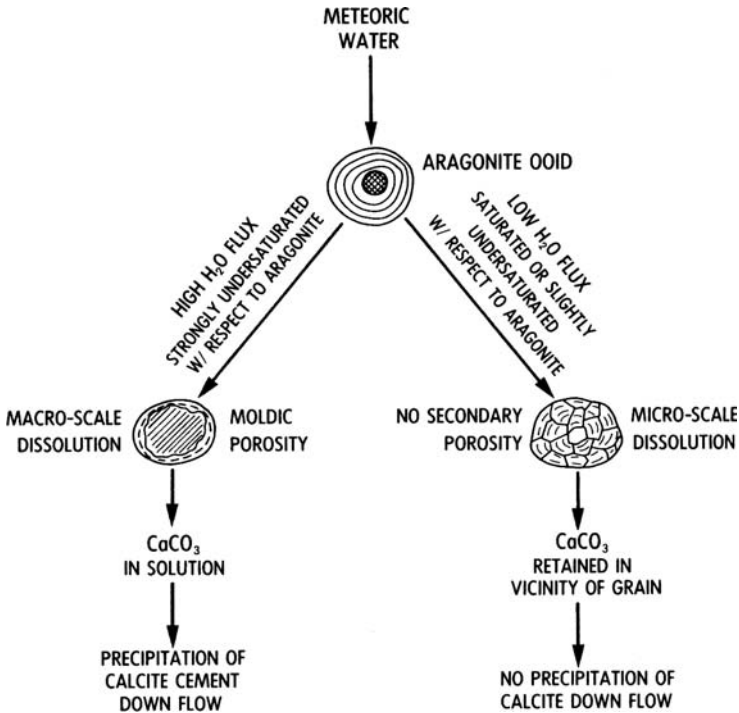 METEORIC
WATER
ARAGONITE OOID
HIGH H₂O FLUX
STRONGLY UNDERSATURATED
W/ RESPECT TO ARAGONITE
LOW H₂O FLUX
SATURATED OR SLIGHTLY
UNDERSATURATED
W/ RESPECT TO ARAGONITE
MACRO-SCALE
DISSOLUTION
MOLDIC
POROSITY
NO SECONDARY
POROSITY
MICRO-SCALE
DISSOLUTION
CaCO₃
IN SOLUTION
CaCO₃
RETAINED IN
VICINITY OF GRAIN
PRECIPITATION OF
CALCITE CEMENT
DOWN FLOW
NO PRECIPITATION OF
CALCITE DOWN FLOW